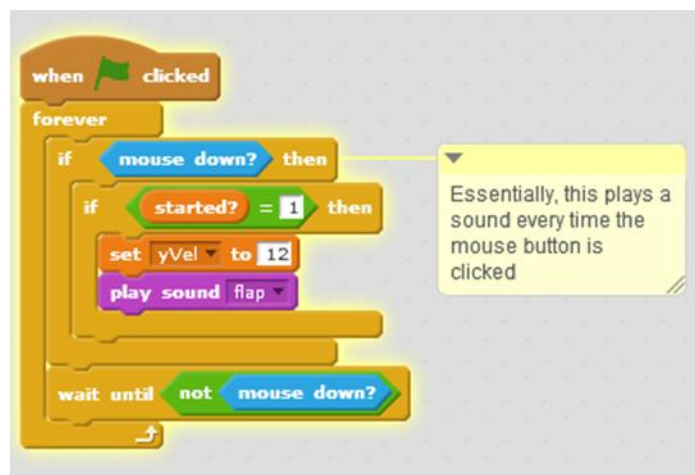 when clicked
forever
if mouse down? then
if started? = 1 then
set yVel to 12
play sound flap
wait until not mouse down?
Essentially, this plays a
sound every time the
mouse button is
clicked